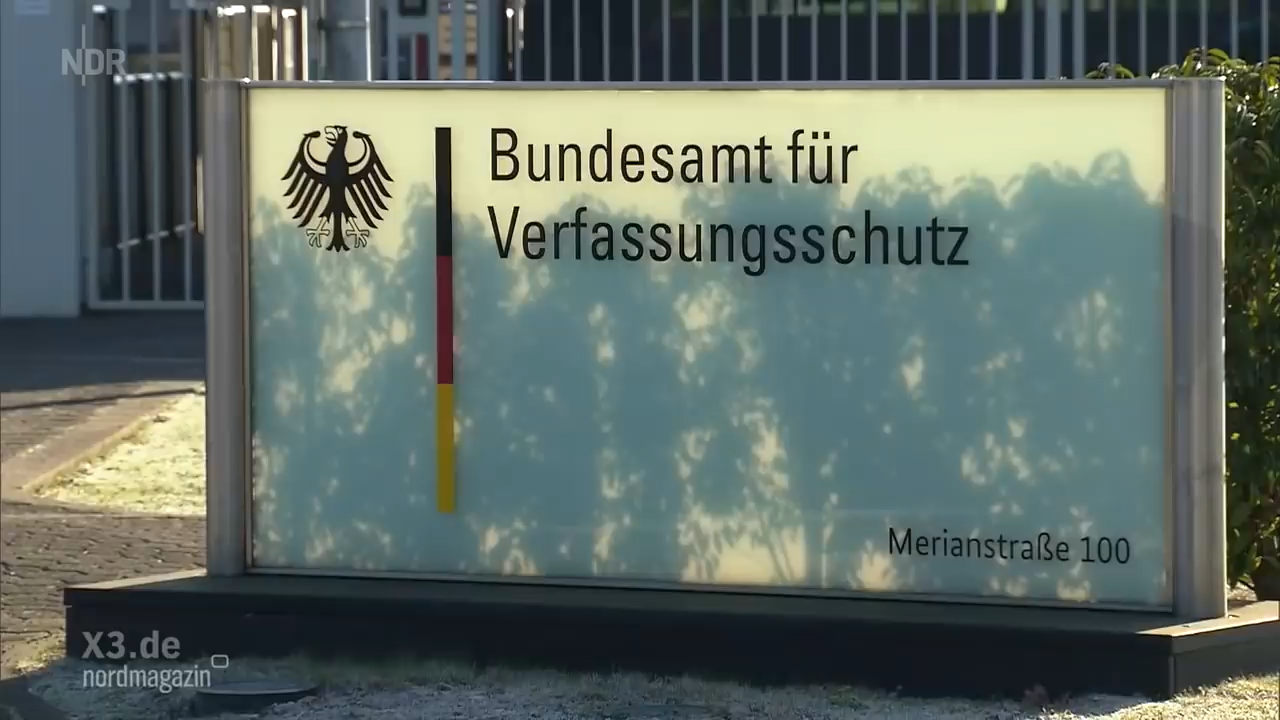 NDR
Bundesamt für
Verfassungsschutz
Merianstraße 100
X3.de
nordmagazin